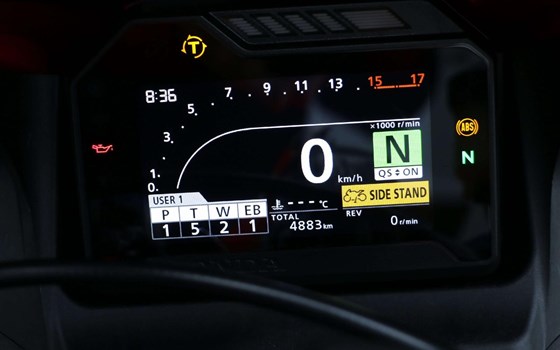 T
8:36
0. 1 3 5 7 9 11 13 15 17
×1000 r/min
0 km/h
N
QS ON
ABS
N
USER 1
P T W EB
1 5 2 1
---°C
TOTAL
4883 km
SIDE STAND
REV
0 r/min